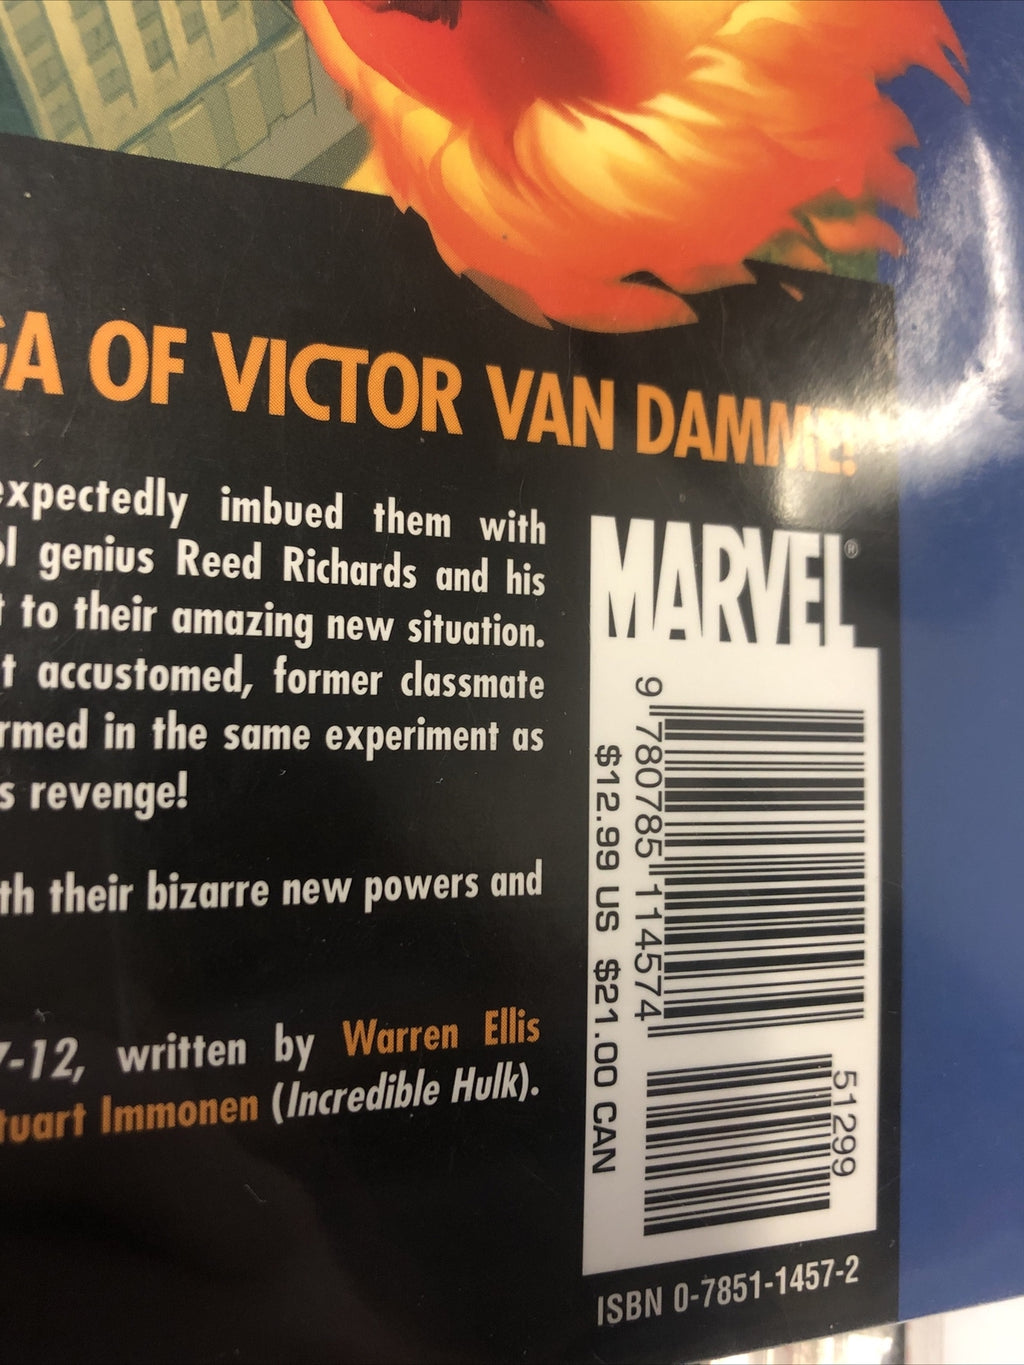 GA OF VICTOR VAN DAMME!
expectedly imbued them with
genius Reed Richards and his
to their amazing new situation.
accustomed, former classmate
rmed in the same experiment as
s revenge!
th their bizarre new powers and
7-12, written by Warren Ellis
tuart Immonen (Incredible Hulk).
MARVEL®
9 780785 114574
$12.99 US $21.00 CAN
51299
ISBN 0-7851-1457-2